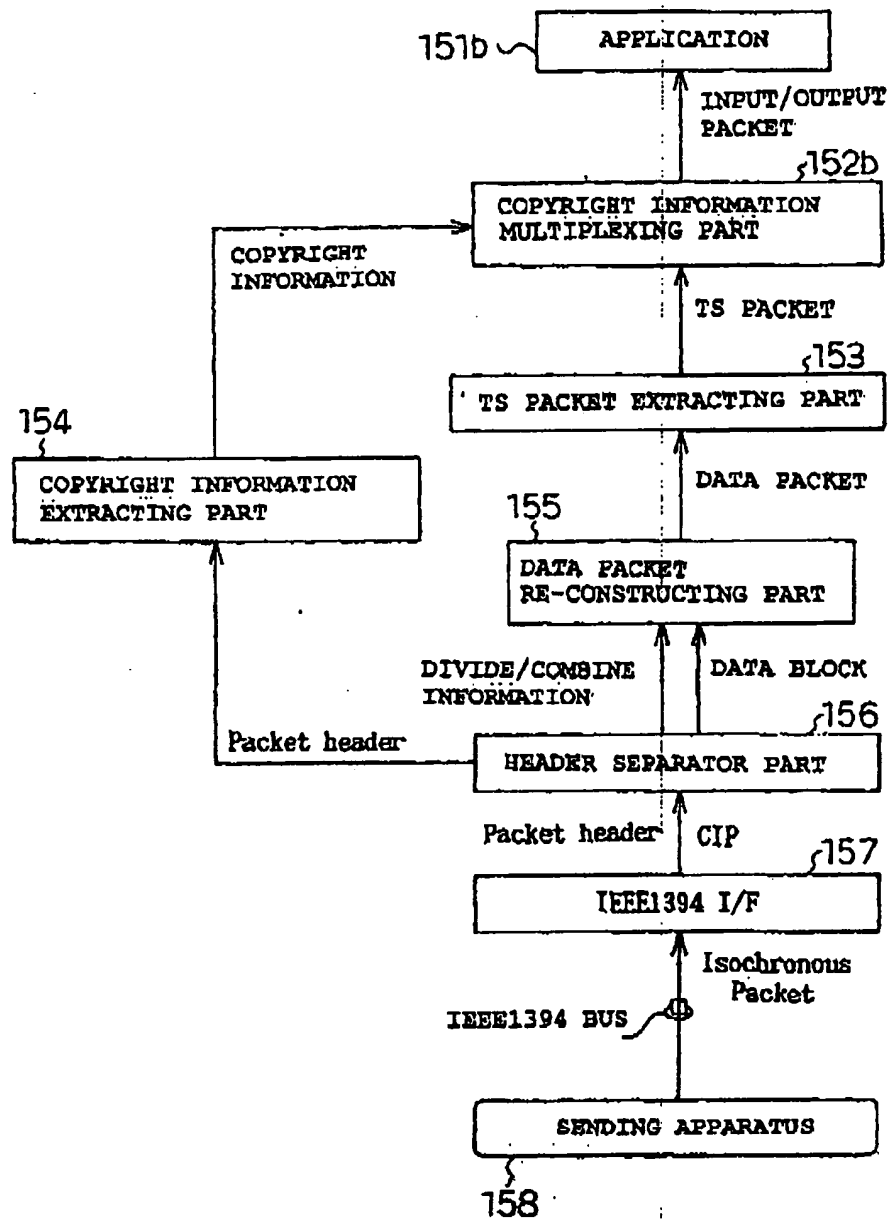 APPLICATION
151b
INPUT/OUTPUT
PACKET
152b
COPYRIGHT INFORMATION
MULTIPLEXING PART
COPYRIGHT
INFORMATION
TS PACKET
153
TS PACKET EXTRACTING PART
154
COPYRIGHT INFORMATION
EXTRACTING PART
DATA PACKET
155
DATA PACKET
RE-CONSTRUCTING PART
DIVIDE/COMBINE
INFORMATION
DATA BLOCK
156
Packet header
HEADER SEPARATOR PART
Packet header
CIP
157
IEEE1394 I/F
Isochronous
Packet
IEEE1394 BUS
SENDING APPARATUS
158